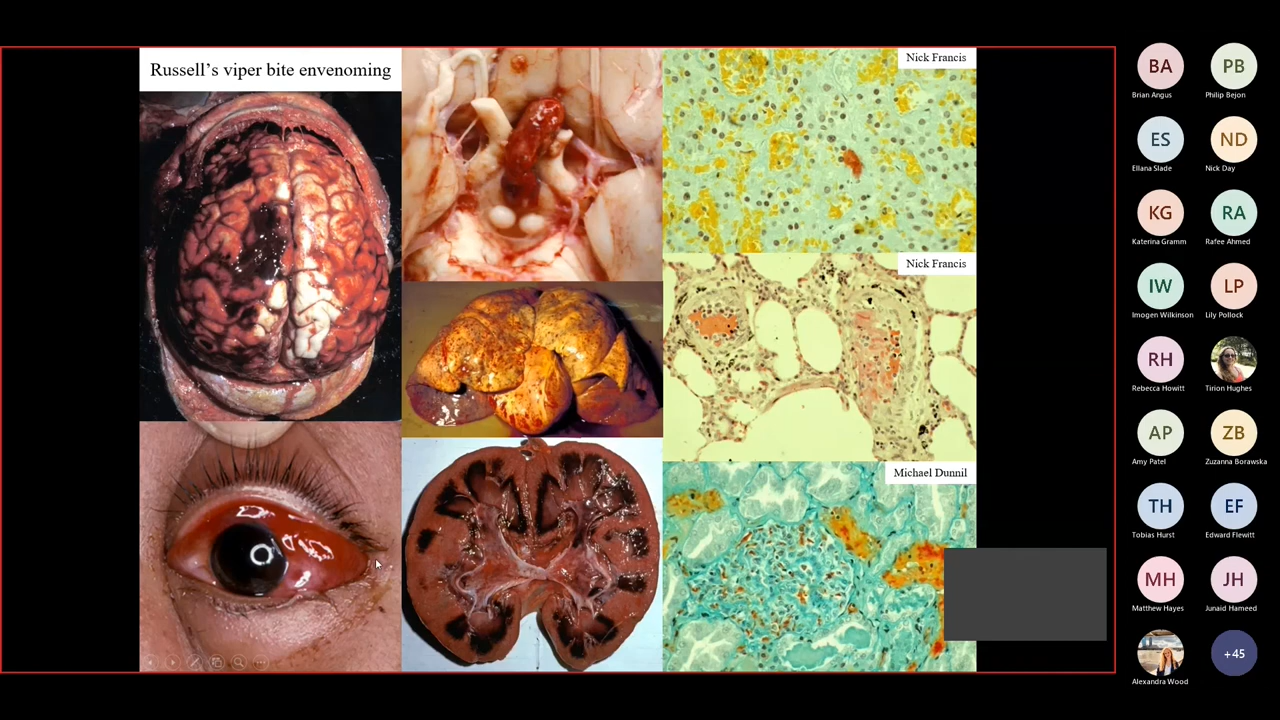 Russell's viper bite envenoming
Nick Francis
Nick Francis
Michael Dunnil
BA
Brian Angus
PB
Philip Bejon
ES
Ellana Slade
ND
Nick Day
KG
Katerina Gramm
RA
Rafee Ahmed
IW
Imogen Wilkinson
LP
Lily Pollock
RH
Rebecca Howitt
Tirion Hughes
AP
Amy Patel
ZB
Zuzanna Borawska
TH
Tobias Hurst
EF
Edward Flewitt
MH
Matthew Hayes
JH
Junaid Hameed
Alexandra Wood
+45